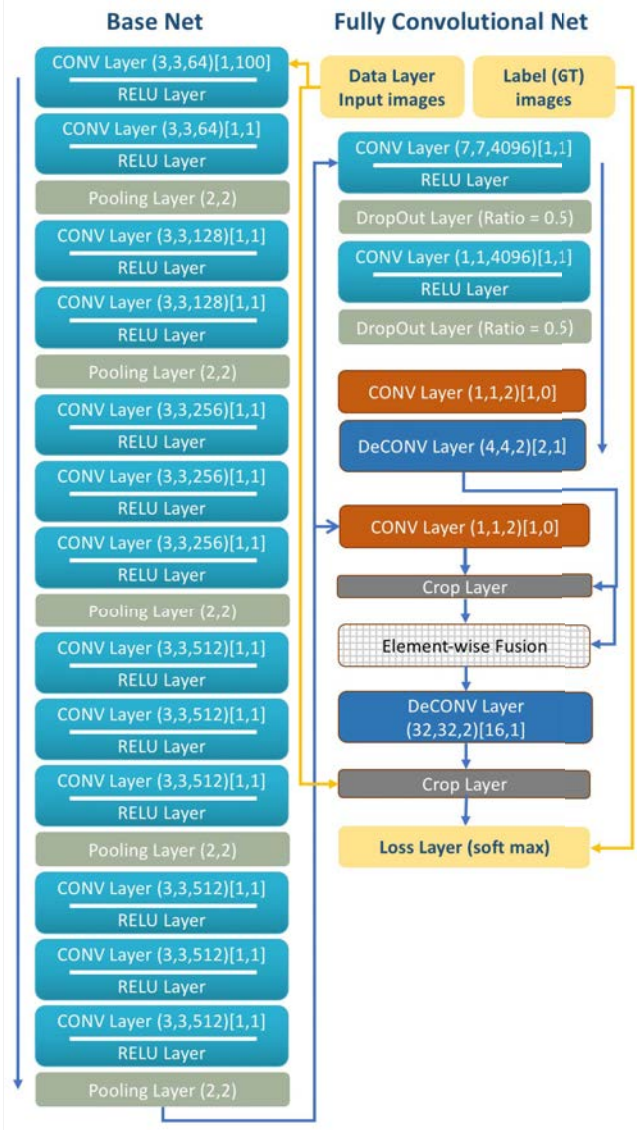 Base Net
CONV Layer (3,3,64)[1,100]
RELU Layer
CONV Layer (3,3,64)[1,1]
RELU Layer
Pooling Layer (2,2)
CONV Layer (3,3,128)[1,1]
RELU Layer
CONV Layer (3,3,128)[1,1]
RELU Layer
Pooling Layer (2,2)
CONV Layer (3,3,256)[1,1]
RELU Layer
CONV Layer (3,3,256)[1,1]
RELU Layer
CONV Layer (3,3,256)[1,1]
RELU Layer
Pooling Layer (2,2)
CONV Layer (3,3,512)[1,1]
RELU Layer
CONV Layer (3,3,512)[1,1]
RELU Layer
CONV Layer (3,3,512)[1,1]
RELU Layer
Pooling Layer (2,2)
CONV Layer (3,3,512)[1,1]
RELU Layer
CONV Layer (3,3,512)[1,1]
RELU Layer
CONV Layer (3,3,512)[1,1]
RELU Layer
Pooling Layer (2,2)
Fully Convolutional Net
Data Layer
Input images
Label (GT)
images
CONV Layer (7,7,4096)[1,1]
RELU Layer
DropOut Layer (Ratio = 0.5)
CONV Layer (1,1,4096)[1,1]
RELU Layer
DropOut Layer (Ratio = 0.5)
CONV Layer (1,1,2)[1,0]
DeCONV Layer (4,4,2)[2,1]
CONV Layer (1,1,2)[1,0]
Crop Layer
Element-wise Fusion
DeCONV Layer
(32,32,2)[16,1]
Crop Layer
Loss Layer (soft max)